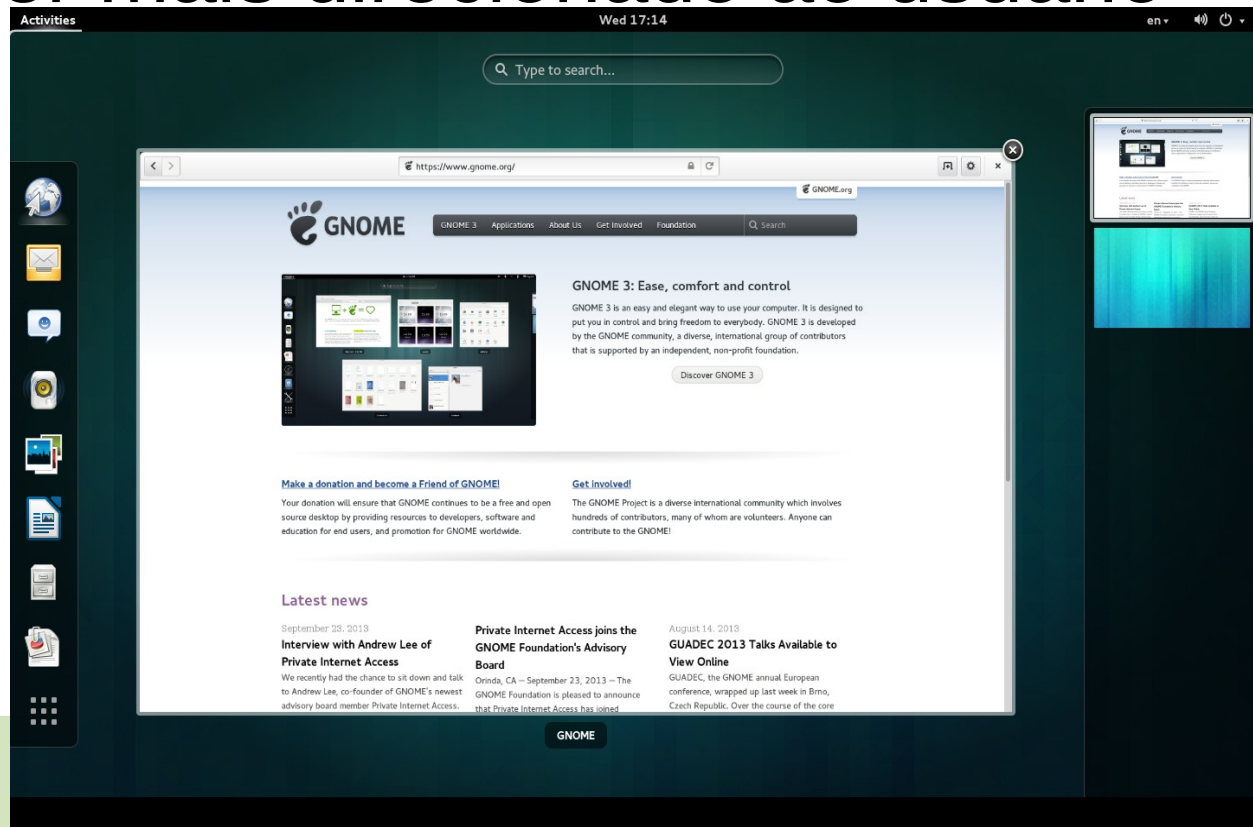 mais direcionado ao usuário
Activities
Wed 17:14
en
Type to search...
https://www.gnome.org/
GNOME.org
GNOME
GNOME 3 Applications About Us Get Involved Foundation
Search
GNOME 3: Ease, comfort and control
GNOME 3 is an easy and elegant way to use your computer. It is designed to
put you in control and bring freedom to everybody. GNOME 3 is developed
by the GNOME community, a diverse, international group of contributors
that is supported by an independent, non-profit foundation.
Discover GNOME 3
Make a donation and become a Friend of GNOME!
Your donation will ensure that GNOME continues to be a free and open
source desktop by providing resources to developers, software and
education for end users, and promotion for GNOME worldwide.
Get involved!
The GNOME Project is a diverse international community which involves
hundreds of contributors, many of whom are volunteers. Anyone can
contribute to the GNOME!
Latest news
September 23, 2013
Interview with Andrew Lee of
Private Internet Access
We recently had the chance to sit down and talk
to Andrew Lee, co-founder of GNOME's newest
advisory board member Private Internet Access.
Private Internet Access joins the
GNOME Foundation's Advisory
Board
Orinda, CA – September 23, 2013 – The
GNOME Foundation is pleased to announce
that Private Internet Access has joined
August 14, 2013
GUADEC 2013 Talks Available to
View Online
GUADEC, the GNOME annual European
conference, wrapped up last week in Brno,
Czech Republic. Over the course of the core
GNOME